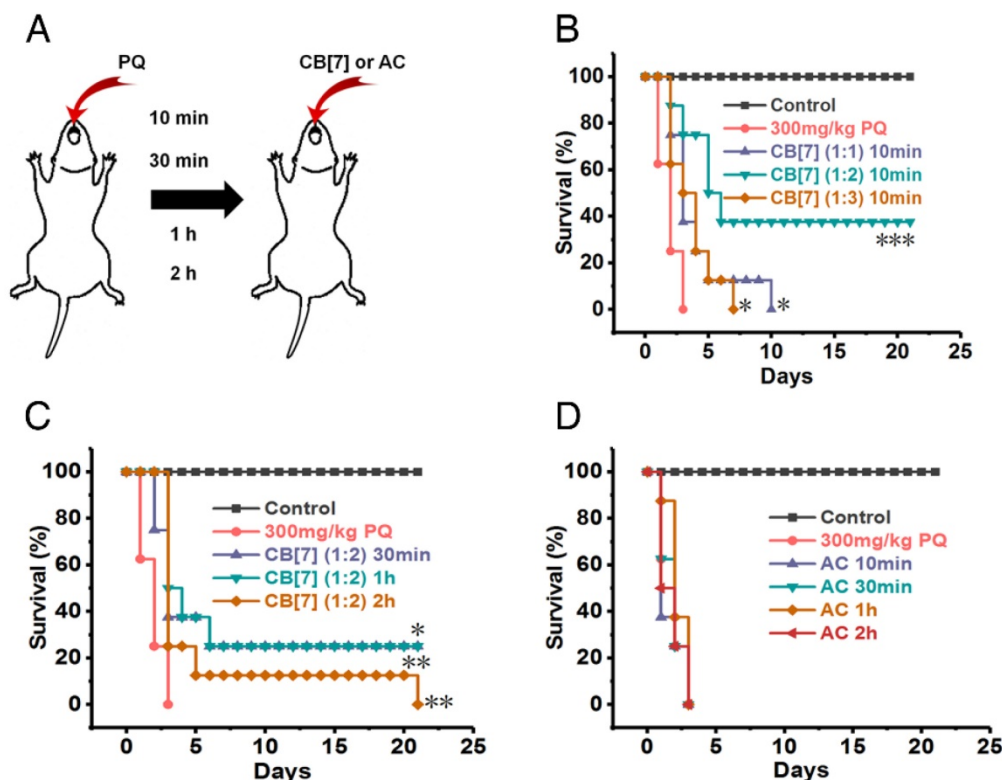 A
PQ
CB[7] or AC
10 min
30 min
1 h
2 h
B
Survival (%)
100
80
60
40
20
0
Control
300mg/kg PQ
CB[7] (1:1) 10min
CB[7] (1:2) 10min
CB[7] (1:3) 10min
***
*
*
0 5 10 15 20 25
Days
C
Survival (%)
100
80
60
40
20
0
Control
300mg/kg PQ
CB[7] (1:2) 30min
CB[7] (1:2) 1h
CB[7] (1:2) 2h
*
**
**
0 5 10 15 20 25
Days
D
Survival (%)
100
80
60
40
20
0
Control
300mg/kg PQ
AC 10min
AC 30min
AC 1h
AC 2h
0 5 10 15 20 25
Days